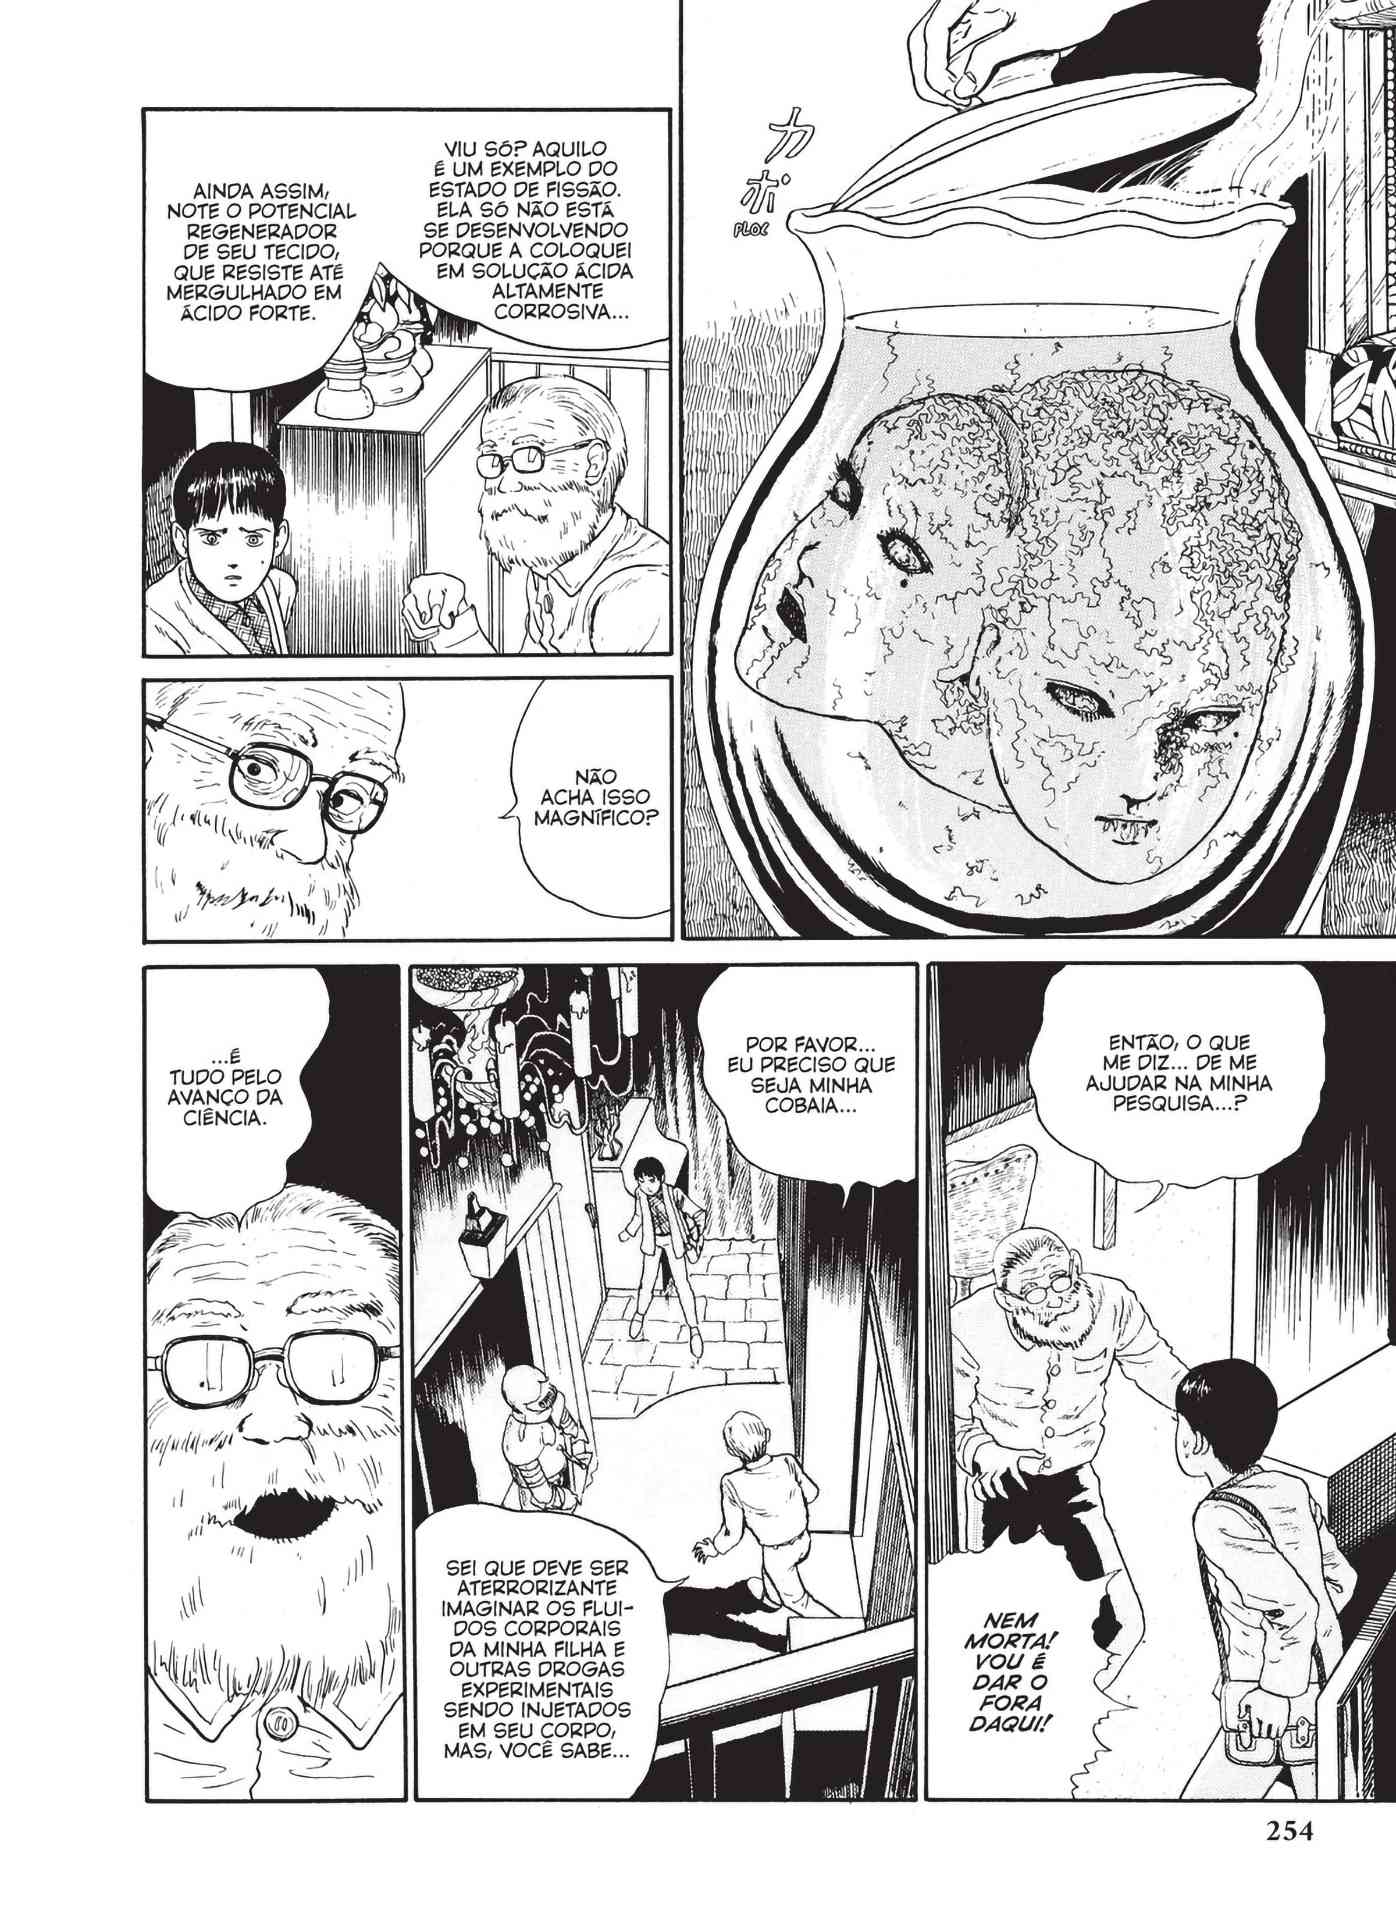 カポ
PLOC
VIU SÓ? AQUILO
É UM EXEMPLO DO
ESTADO DE FISSÃO.
ELA SÓ NÃO ESTÁ
SE DESENVOLVENDO
PORQUE A COLOQUEI
EM SOLUÇÃO ÁCIDA
ALTAMENTE
CORROSIVA...
AINDA ASSIM,
NOTE O POTENCIAL
REGENERADOR
DE SEU TECIDO,
QUE RESISTE ATÉ
MERGULHADO EM
ÁCIDO FORTE.
NÃO
ACHA ISSO
MAGNÍFICO?
ENTÃO, O QUE
ME DIZ... DE ME
AJUDAR NA MINHA
PESQUISA...?
NEM
MORTA!
VOU É
DAR O
FORA
DAQUI!
POR FAVOR...
EU PRECISO QUE
SEJA MINHA
COBAIA...
SEI QUE DEVE SER
ATERRORIZANTE
IMAGINAR OS FLUI-
DOS CORPORAIS
DA MINHA FILHA E
OUTRAS DROGAS
EXPERIMENTAIS
SENDO INJETADOS
EM SEU CORPO,
MAS, VOCÊ SABE...
...É
TUDO PELO
AVANÇO DA
CIÊNCIA.
254